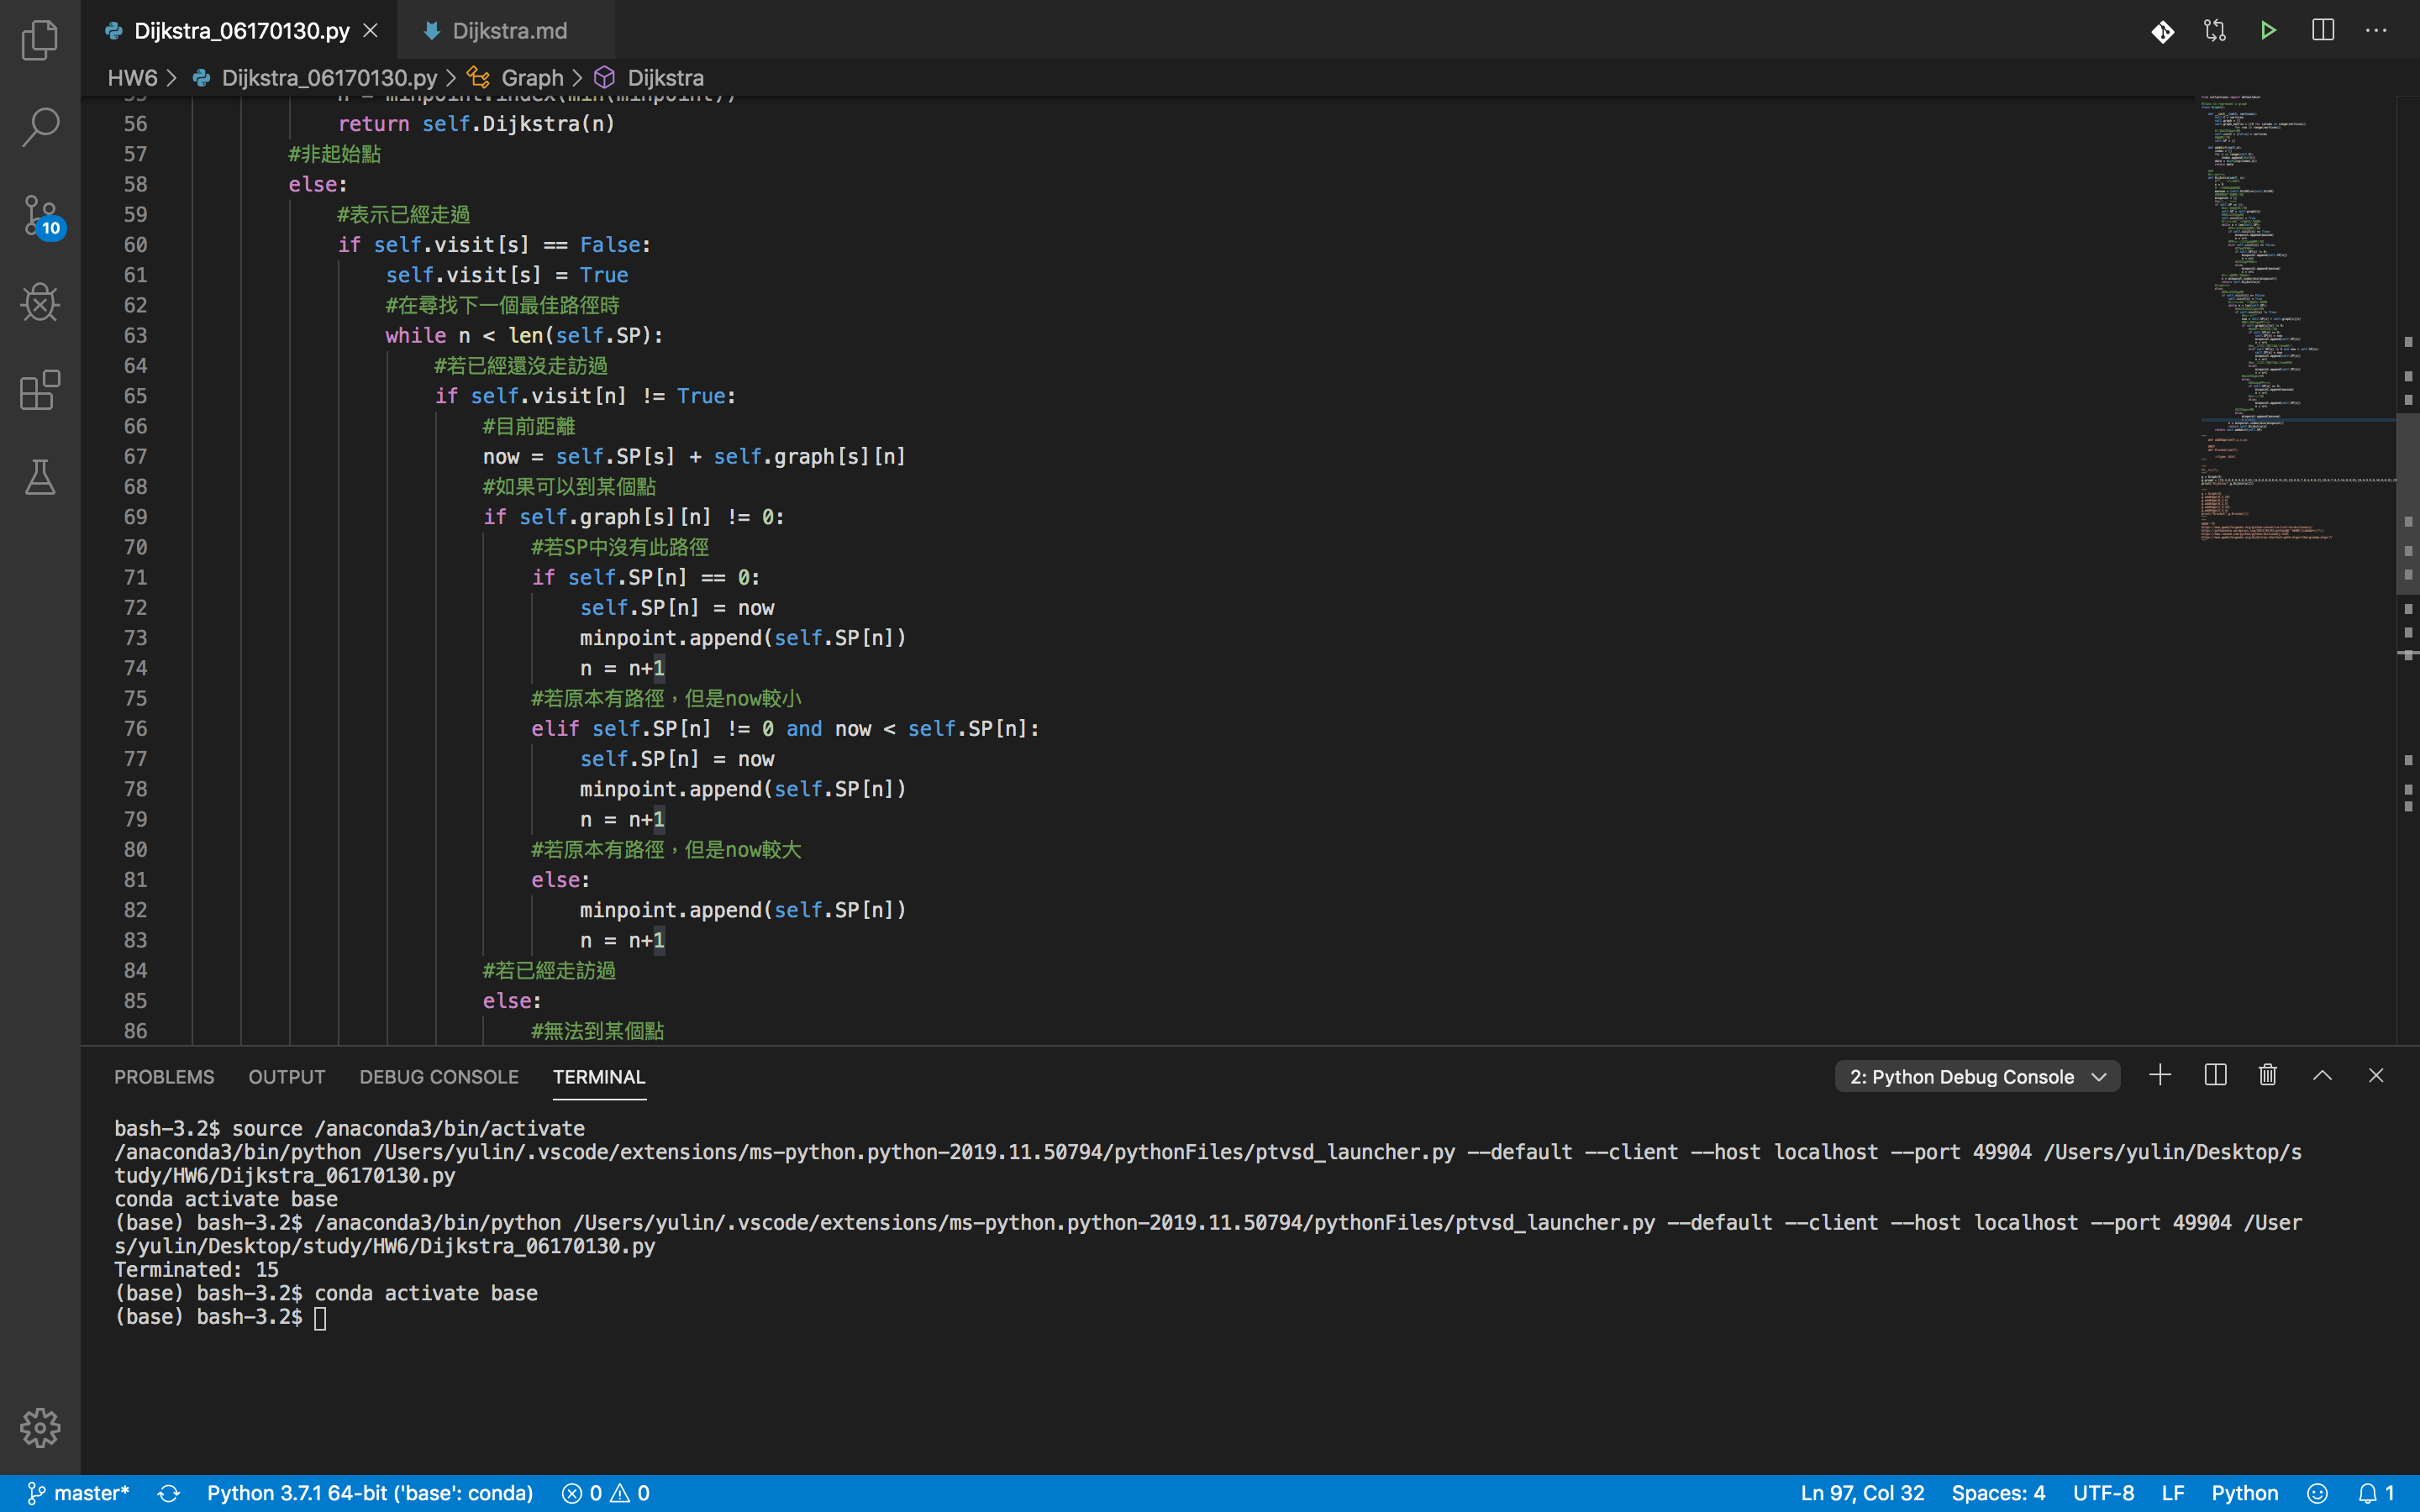 Dijkstra_06170130.py
Dijkstra.md
HW6 > Dijkstra_06170130.py > Graph > Dijkstra
56 return self.Dijkstra(n)
57 #非起始點
58 else:
59 #表示已經走過
60 if self.visit[s] == False:
61 self.visit[s] = True
62 #在尋找下一個最佳路徑時
63 while n < len(self.SP):
64 #若已經還沒走訪過
65 if self.visit[n] != True:
66 #目前距離
67 now = self.SP[s] + self.graph[s][n]
68 #如果可以到某個點
69 if self.graph[s][n] != 0:
70 #若SP中沒有此路徑
71 if self.SP[n] == 0:
72 self.SP[n] = now
73 minpoint.append(self.SP[n])
74 n = n+1
75 #若原本有路徑，但是now較小
76 elif self.SP[n] != 0 and now < self.SP[n]:
77 self.SP[n] = now
78 minpoint.append(self.SP[n])
79 n = n+1
80 #若原本有路徑，但是now較大
81 else:
82 minpoint.append(self.SP[n])
83 n = n+1
84 #若已經走訪過
85 else:
86 #無法到某個點
10
PROBLEMS OUTPUT DEBUG CONSOLE TERMINAL
2: Python Debug Console
bash-3.2$ source /anaconda3/bin/activate
/anaconda3/bin/python /Users/yulin/.vscode/extensions/ms-python.python-2019.11.50794/pythonFiles/ptvsd_launcher.py --default --client --host localhost --port 49904 /Users/yulin/Desktop/s
tudy/HW6/Dijkstra_06170130.py
conda activate base
(base) bash-3.2$ /anaconda3/bin/python /Users/yulin/.vscode/extensions/ms-python.python-2019.11.50794/pythonFiles/ptvsd_launcher.py --default --client --host localhost --port 49904 /User
s/yulin/Desktop/study/HW6/Dijkstra_06170130.py
Terminated: 15
(base) bash-3.2$ conda activate base
(base) bash-3.2$
master* Python 3.7.1 64-bit ('base': conda) 0 0
Ln 97, Col 32 Spaces: 4 UTF-8 LF Python 1